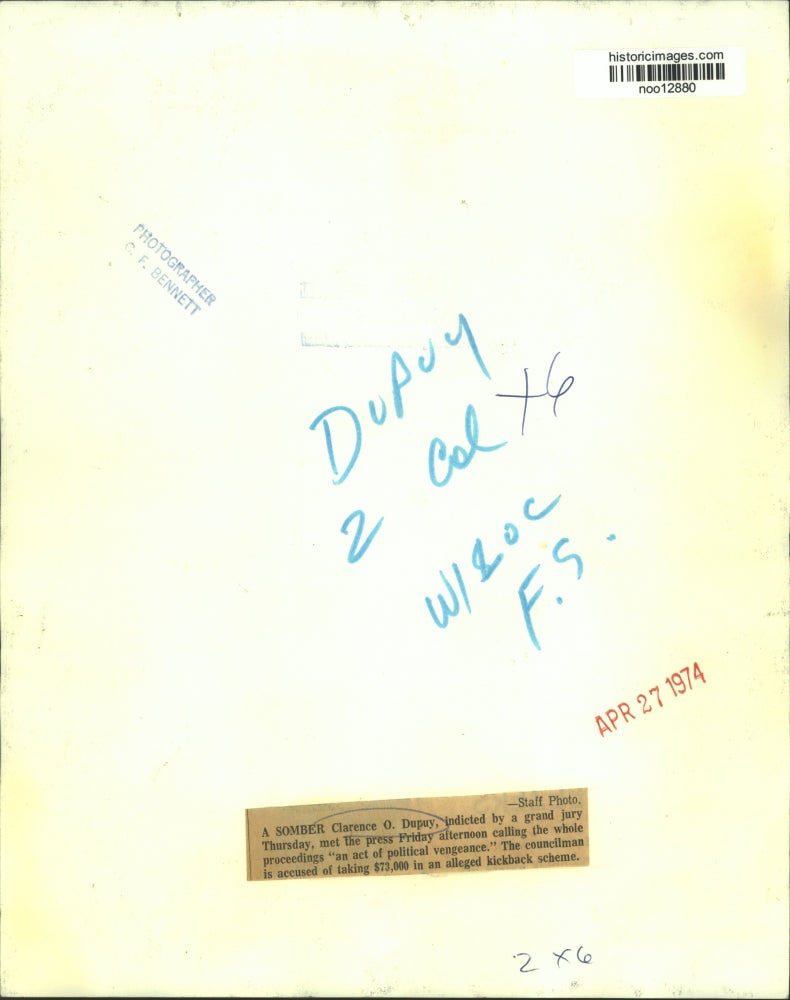 historicimages.com
noo12880
PHOTOGRAPHER
C. F. BENNETT
Dupuy
2 Col x6
F.S.
APR 27 1974
—Staff Photo.
A SOMBER Clarence O. Dupuy, indicted by a grand jury
Thursday, met the press Friday afternoon calling the whole
proceedings "an act of political vengeance." The councilman
is accused of taking $73,000 in an alleged kickback scheme.
2 x6